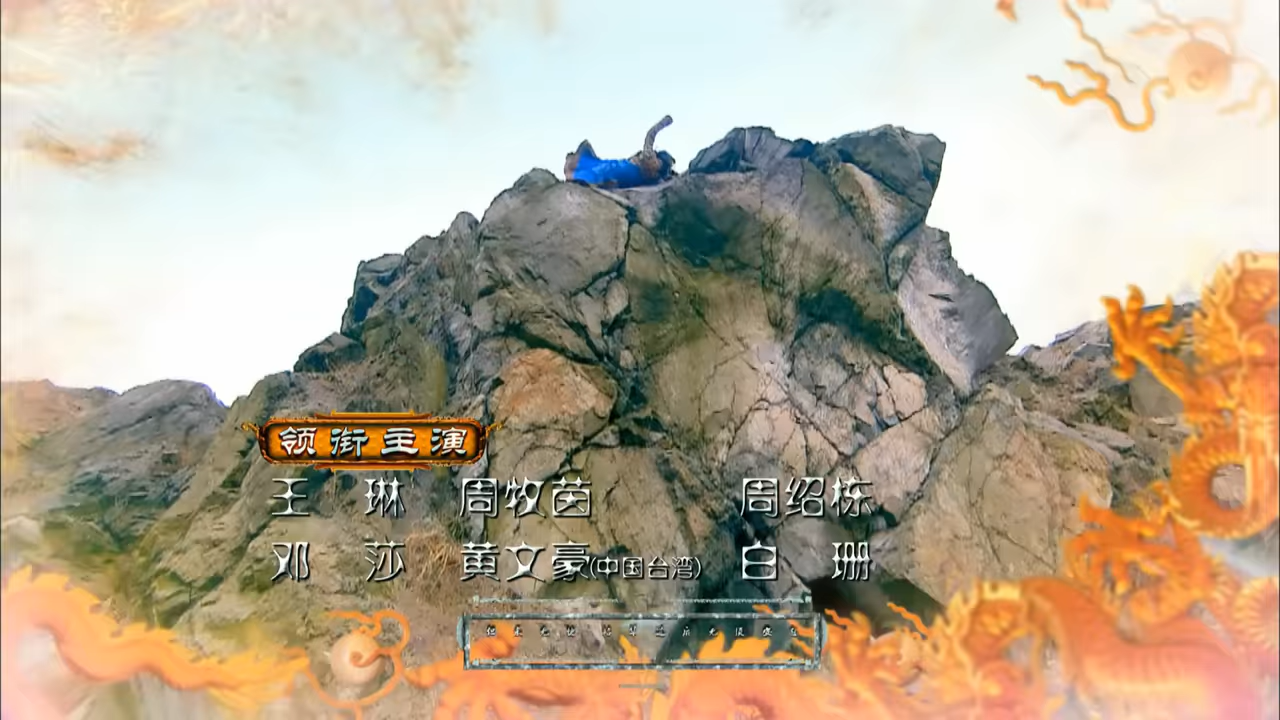 领衔主演
王 琳 周牧茵 周绍栋
邓 莎 黄文豪(中国台湾) 白 珊